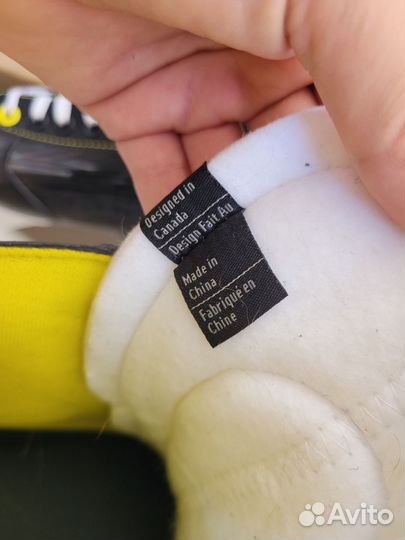 Designed in
Canada
Design Fait Au
Made in
China
Fabriqué en
Chine
Avito